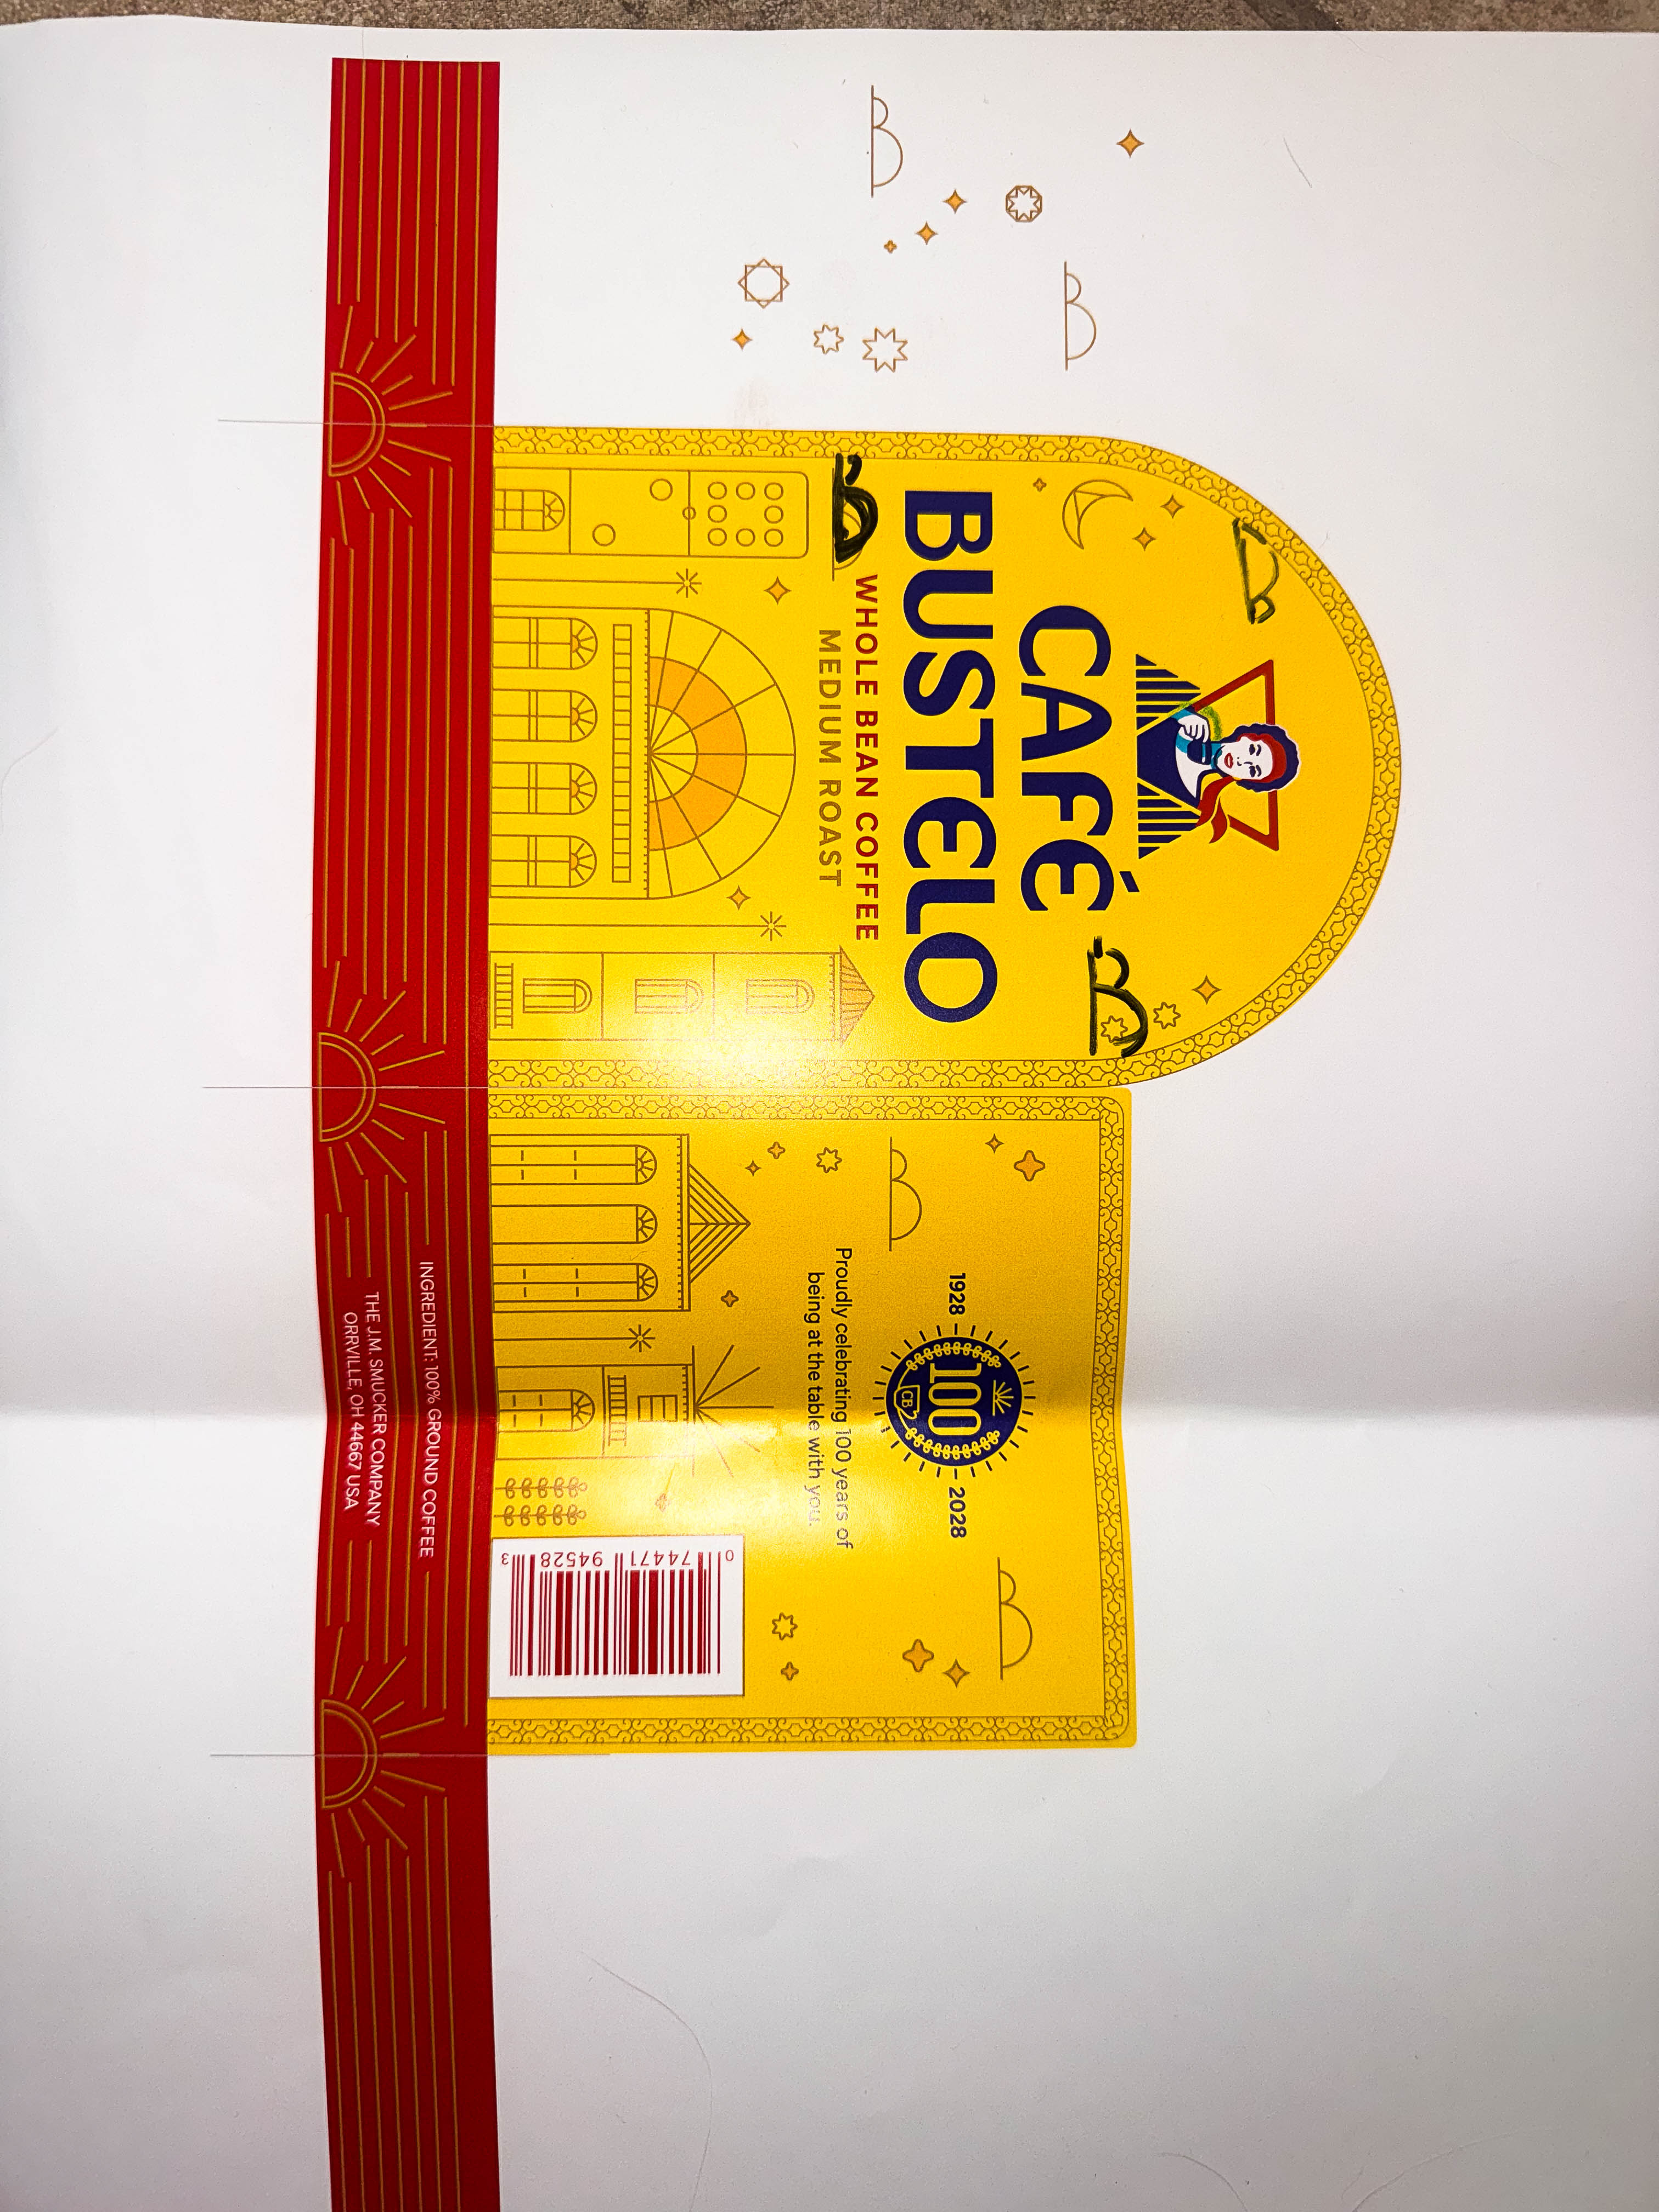 CAFÉ
BUSTELO
WHOLE BEAN COFFEE
MEDIUM ROAST
1928 – 100 – 2028
CB
Proudly celebrating 100 years of
being at the table with you.
0 74471 94528 3
INGREDIENT: 100% GROUND COFFEE
THE J.M. SMUCKER COMPANY
ORRVILLE, OH 44667 USA